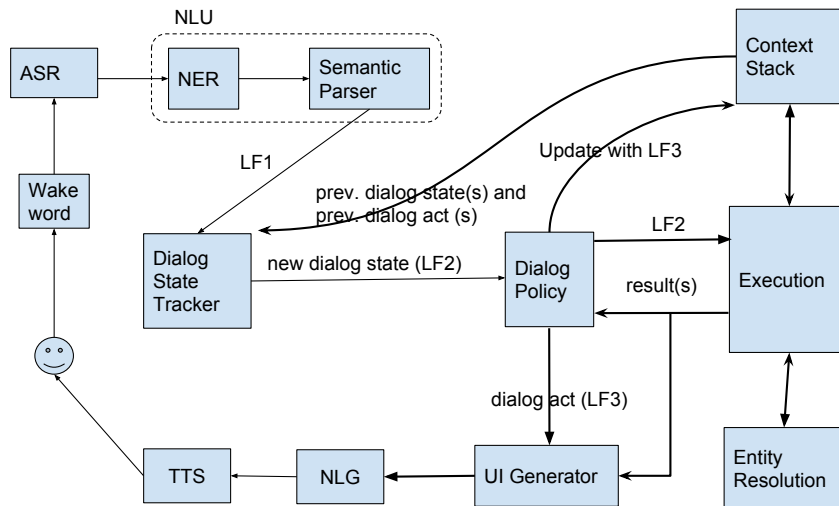 NLU
ASR
NER
Semantic
Parser
Context
Stack
LF1
Update with LF3
Wake
word
prev. dialog state(s) and
prev. dialog act (s)
Dialog
State
Tracker
new dialog state (LF2)
Dialog
Policy
LF2
result(s)
Execution
dialog act (LF3)
TTS
NLG
UI Generator
Entity
Resolution